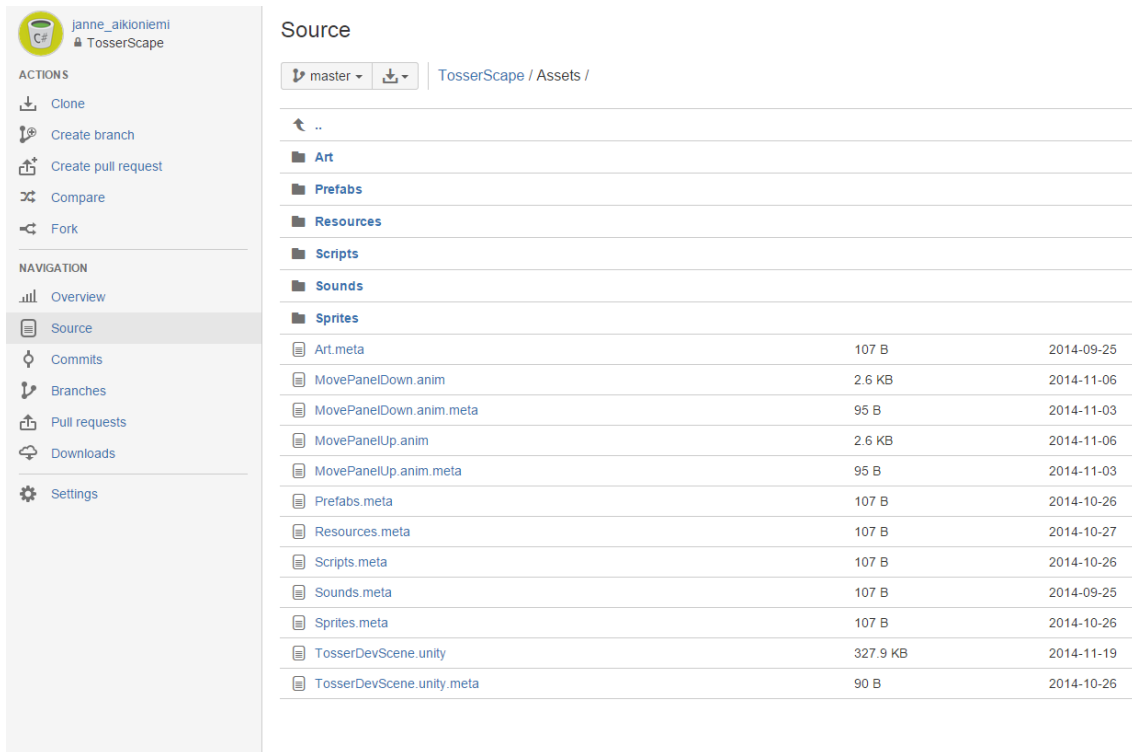 janne_aikioniemi
TosserScape
C#
ACTIONS
Clone
Create branch
Create pull request
Compare
Fork
NAVIGATION
Overview
Source
Commits
Branches
Pull requests
Downloads
Settings
Source
master
TosserScape / Assets /
..
Art
Prefabs
Resources
Scripts
Sounds
Sprites
Art.meta 107 B 2014-09-25
MovePanelDown.anim 2.6 KB 2014-11-06
MovePanelDown.anim.meta 95 B 2014-11-03
MovePanelUp.anim 2.6 KB 2014-11-06
MovePanelUp.anim.meta 95 B 2014-11-03
Prefabs.meta 107 B 2014-10-26
Resources.meta 107 B 2014-10-27
Scripts.meta 107 B 2014-10-26
Sounds.meta 107 B 2014-09-25
Sprites.meta 107 B 2014-10-26
TosserDevScene.unity 327.9 KB 2014-11-19
TosserDevScene.unity.meta 90 B 2014-10-26